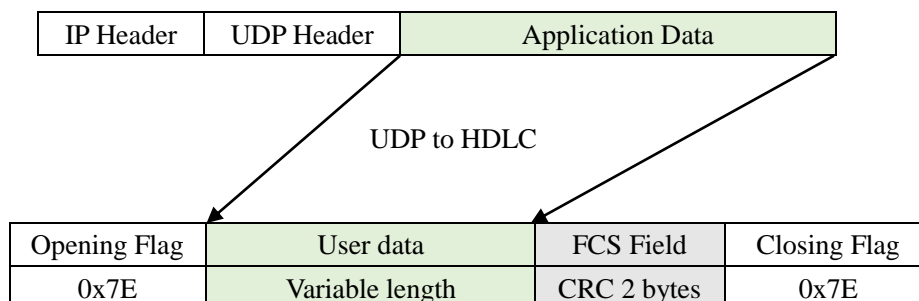 IP Header UDP Header Application Data
UDP to HDLC
Opening Flag User data FCS Field Closing Flag
0x7E Variable length CRC 2 bytes 0x7E